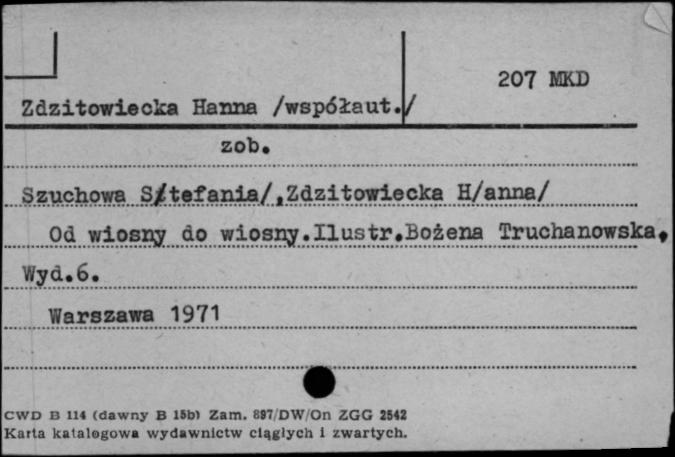 207 MKD
Zdzitowiecka Hanna /współaut./
zob.
Szuchowa S/tefania/,Zdzitowiecka H/anna/
Od wiosny do wiosny.Ilustr.Bożena Truchanowska.
Wyd.6.
Warszawa 1971
CWD B 114 (dawny B 15b) Zam. 897/DW/On ZGG 2542
Karta katalogowa wydawnictw ciągłych i zwartych.